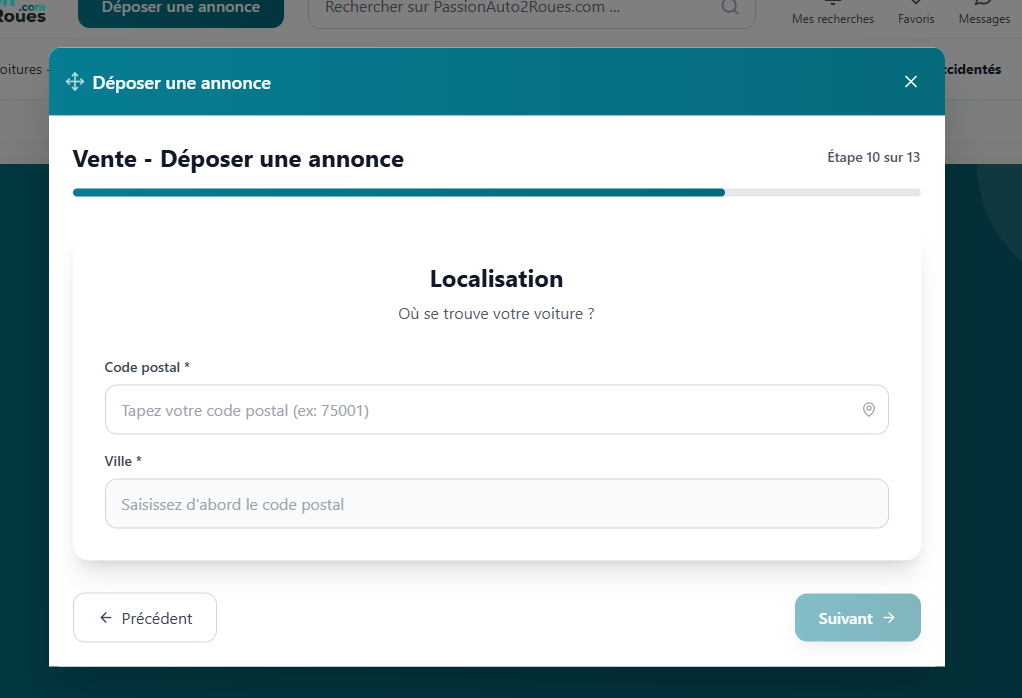 .com
Roues
Déposer une annonce
Rechercher sur PassionAuto2Roues.com ...
Mes recherches
Favoris
Messages
Déposer une annonce
Vente - Déposer une annonce
Étape 10 sur 13
Localisation
Où se trouve votre voiture ?
Code postal *
Tapez votre code postal (ex: 75001)
Ville *
Saisissez d'abord le code postal
Précédent
Suivant